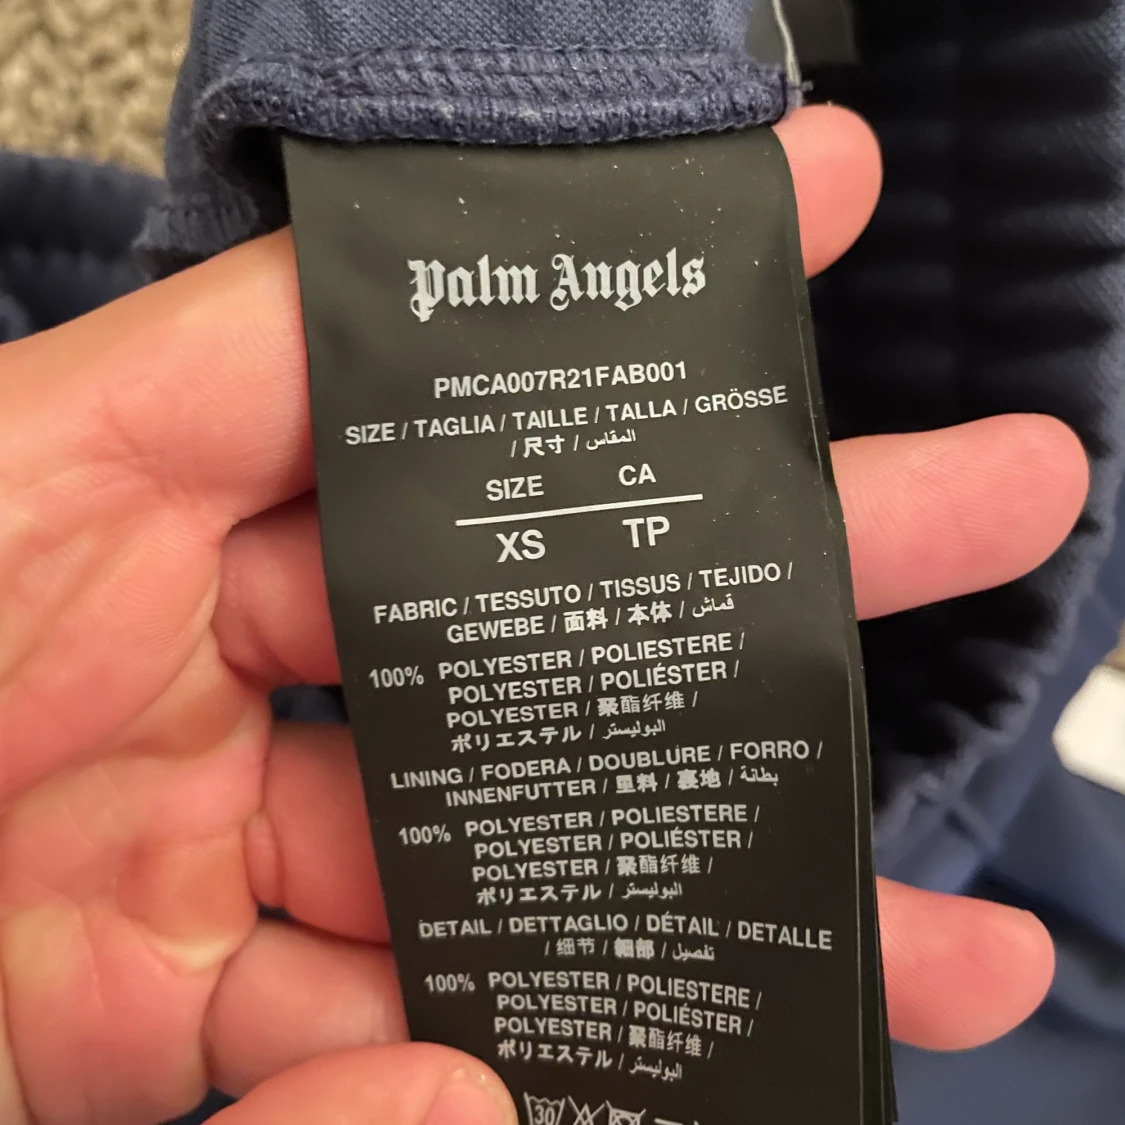 Palm Angels
PMCA007R21FAB001
SIZE / TAGLIA / TAILLE / TALLA / GRÖSSE
/ 尺寸 / المقاس
SIZE CA
XS TP
FABRIC / TESSUTO / TISSUS / TEJIDO /
GEWEBE / 面料 / 本体 / قماش
100% POLYESTER / POLIESTERE /
POLYESTER / POLIÉSTER /
POLYESTER / 聚酯纤维 /
ポリエステル / البوليستر
LINING / FODERA / DOUBLURE / FORRO /
INNENFUTTER / 里料 / 裏地 / بطانة
100% POLYESTER / POLIESTERE /
POLYESTER / POLIÉSTER /
POLYESTER / 聚酯纤维 /
ポリエステル / البوليستر
DETAIL / DETTAGLIO / DÉTAIL / DETALLE
/ 细节 / 細部 / تفصيل
100% POLYESTER / POLIESTERE /
POLYESTER / POLIÉSTER /
POLYESTER / 聚酯纤维 /
ポリエステル / البوليستر
30